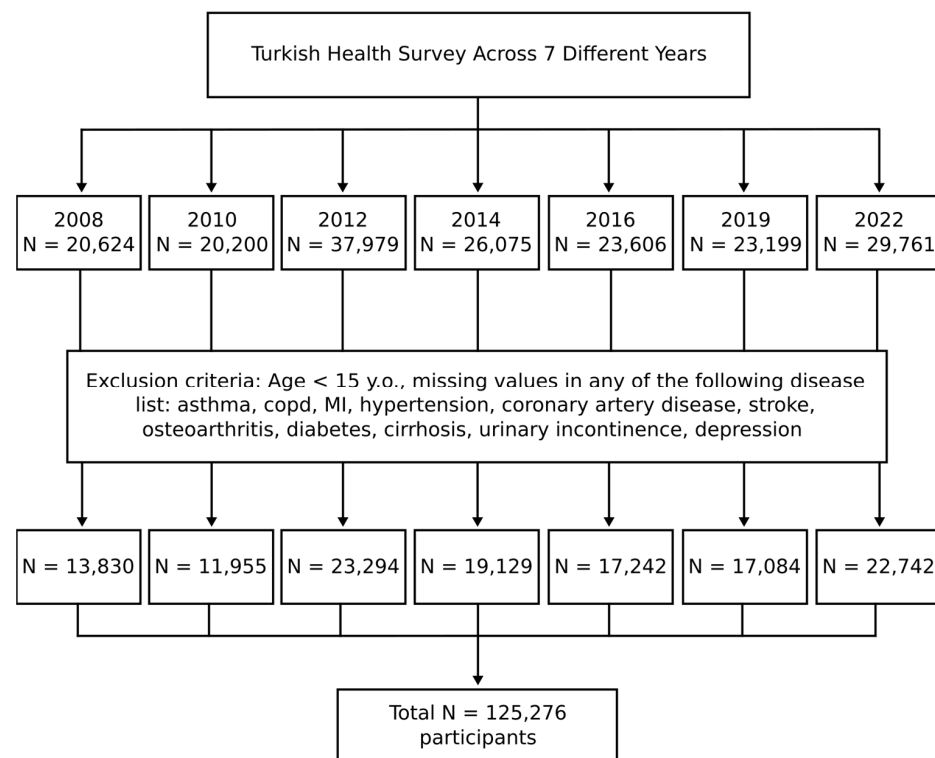 Turkish Health Survey Across 7 Different Years
2008
N = 20,624
2010
N = 20,200
2012
N = 37,979
2014
N = 26,075
2016
N = 23,606
2019
N = 23,199
2022
N = 29,761
Exclusion criteria: Age < 15 y.o., missing values in any of the following disease
list: asthma, copd, MI, hypertension, coronary artery disease, stroke,
osteoarthritis, diabetes, cirrhosis, urinary incontinence, depression
N = 13,830
N = 11,955
N = 23,294
N = 19,129
N = 17,242
N = 17,084
N = 22,742
Total N = 125,276
participants